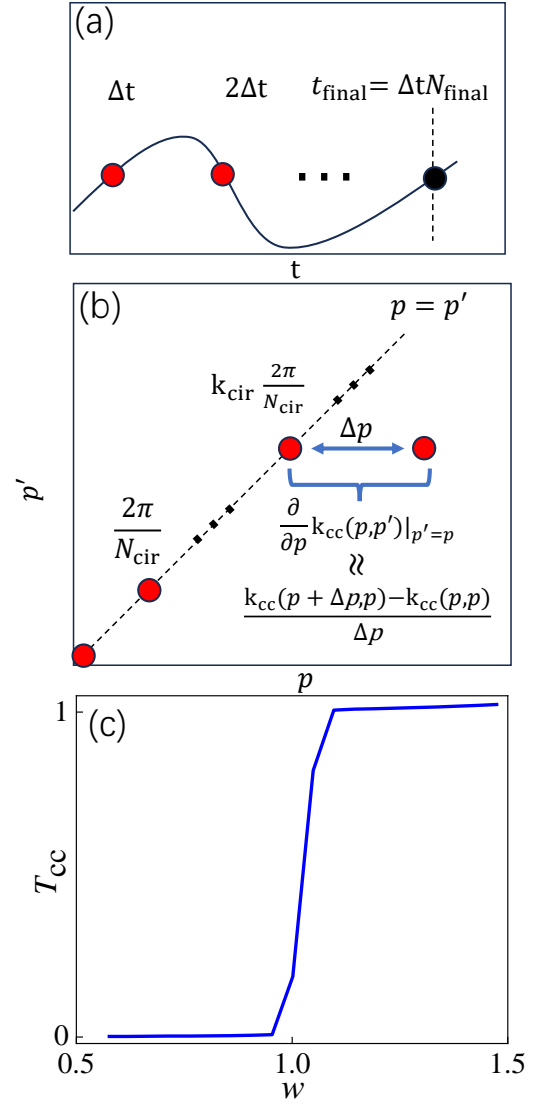 (a)
Δt 2Δt t_final= ΔtN_final
t
(b)
p = p′
k_cir 2π/N_cir
Δp
p′
2π/N_cir
∂/∂p k_cc(p,p′)|_p′=p
≈
k_cc(p + Δp,p)−k_cc(p,p)
Δp
p
(c)
1
T_cc
0
0.5 1.0 1.5
w